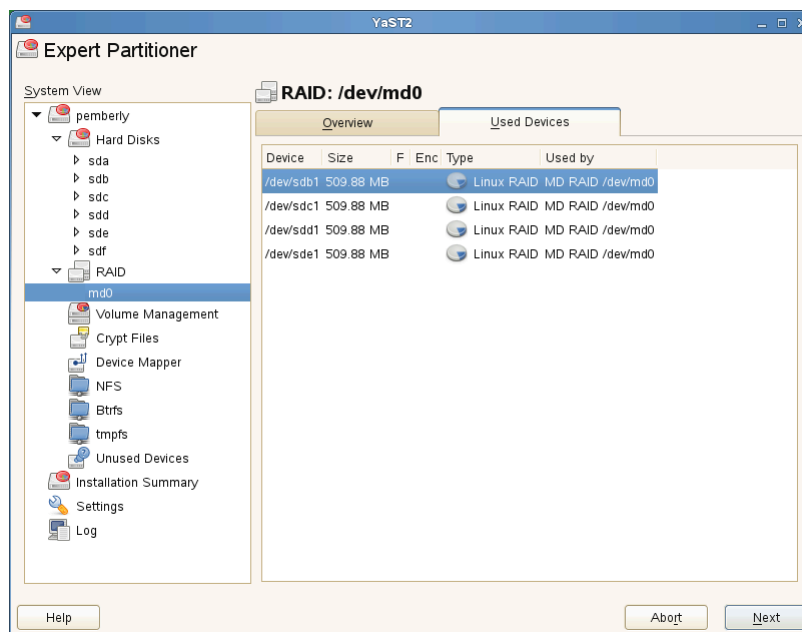 YaST2
Expert Partitioner
System View
pemberly
Hard Disks
sda
sdb
sdc
sdd
sde
sdf
RAID
md0
Volume Management
Crypt Files
Device Mapper
NFS
Btrfs
tmpfs
Unused Devices
Installation Summary
Settings
Log
RAID: /dev/md0
Overview Used Devices
Device Size F Enc Type Used by
/dev/sdb1 509.88 MB Linux RAID MD RAID /dev/md0
/dev/sdc1 509.88 MB Linux RAID MD RAID /dev/md0
/dev/sdd1 509.88 MB Linux RAID MD RAID /dev/md0
/dev/sde1 509.88 MB Linux RAID MD RAID /dev/md0
Help Abort Next